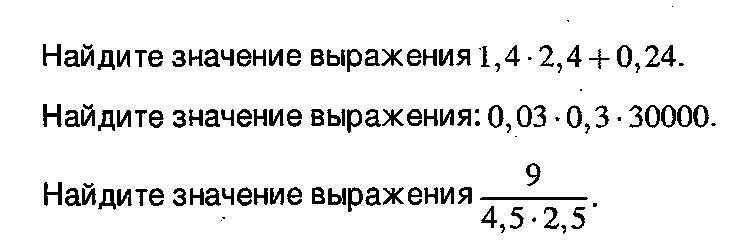 Найдите значение выражения 1,4 · 2,4 + 0,24.
Найдите значение выражения: 0,03 · 0,3 · 30000.
Найдите значение выражения 9/(4,5 · 2,5).